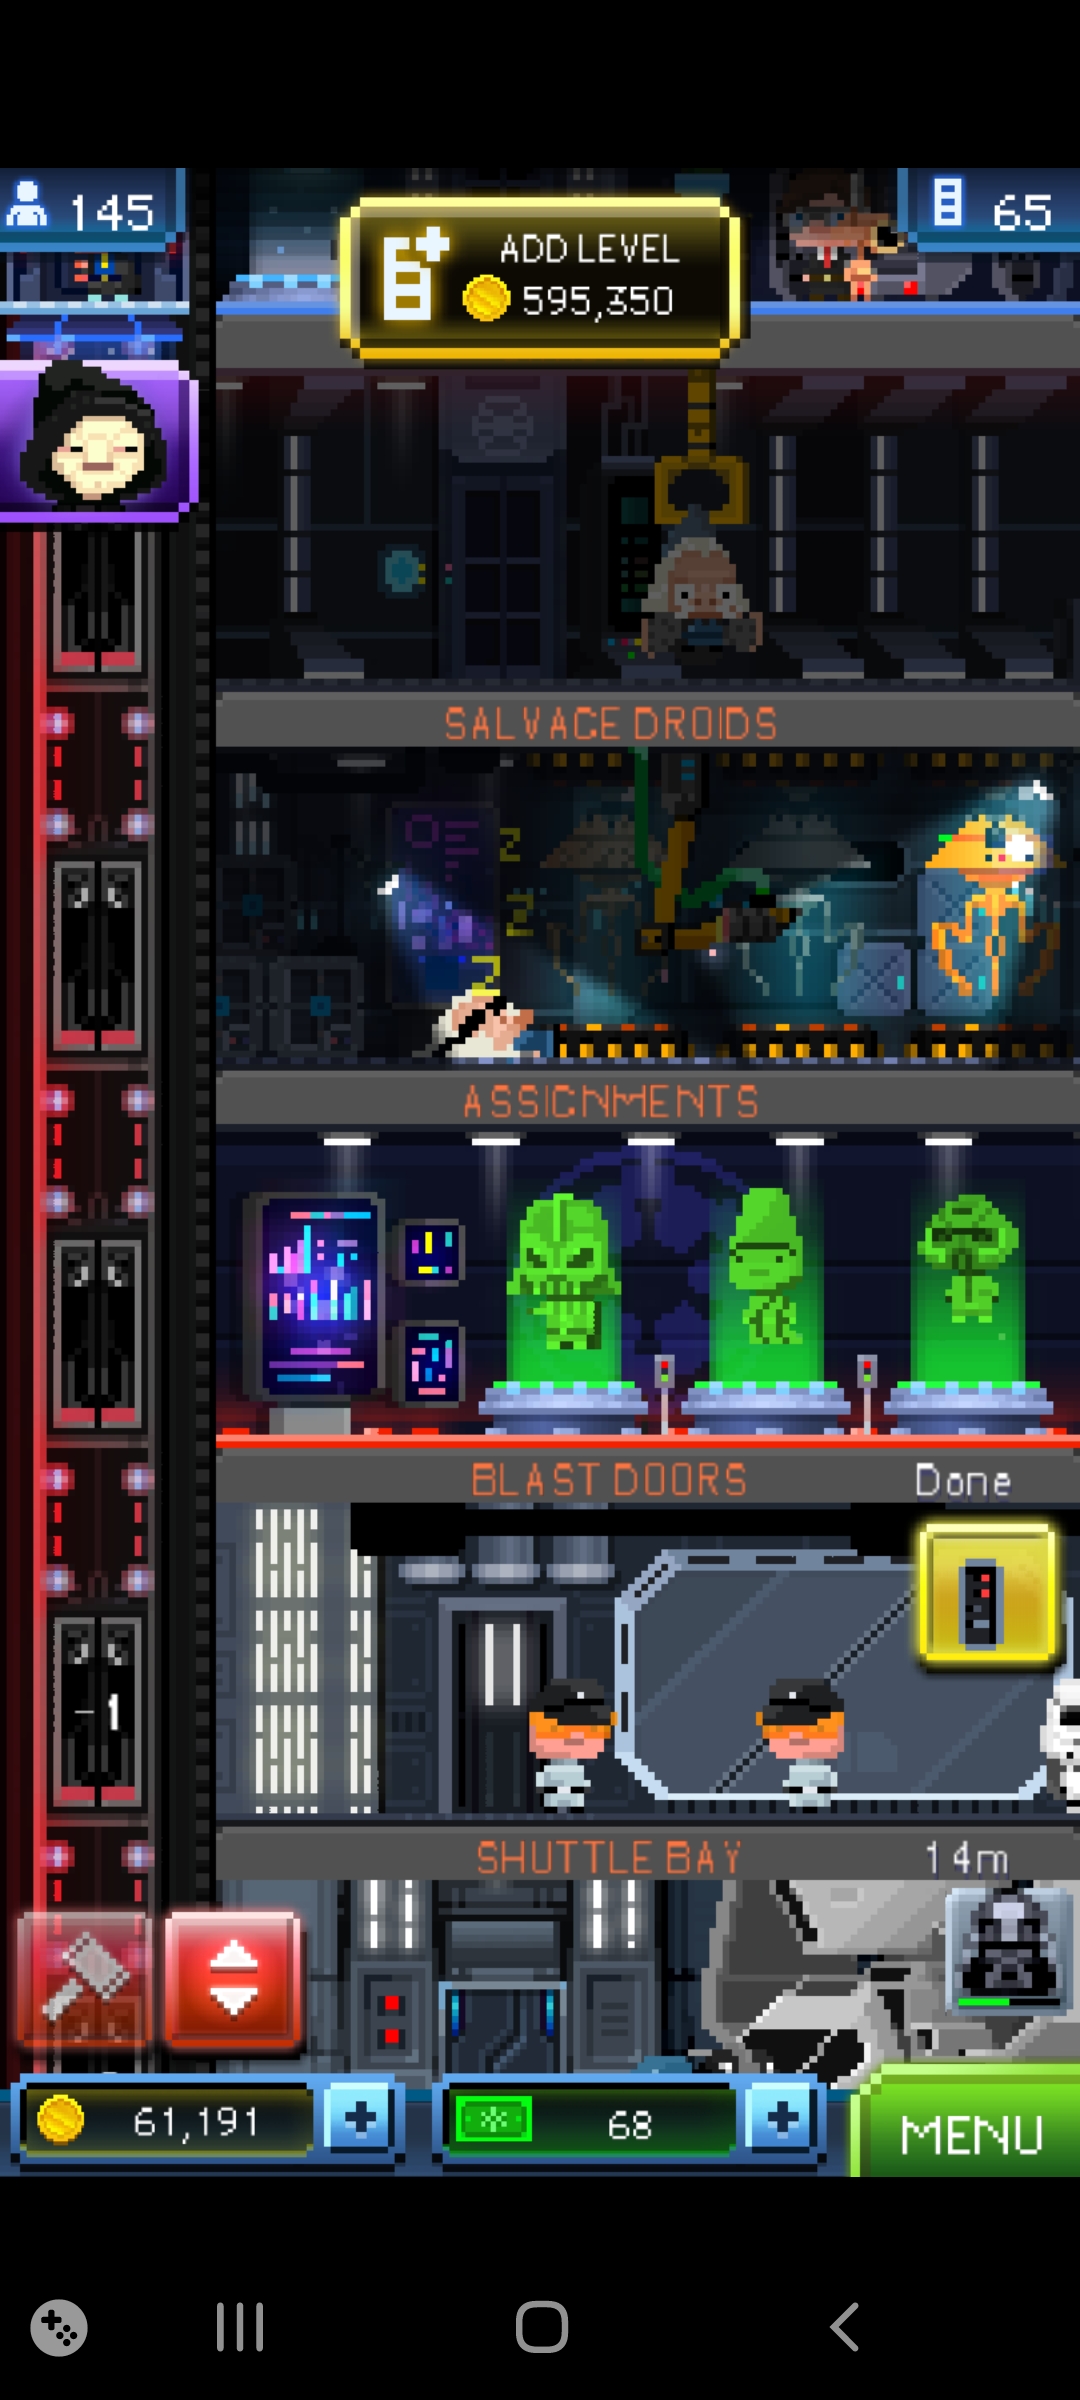 145
ADD LEVEL
595,350
65
SALVAGE DROIDS
Z
Z
Z
ASSIGNMENTS
BLAST DOORS
Done
-1
SHUTTLE BAY
14m
61,191
68
MENU